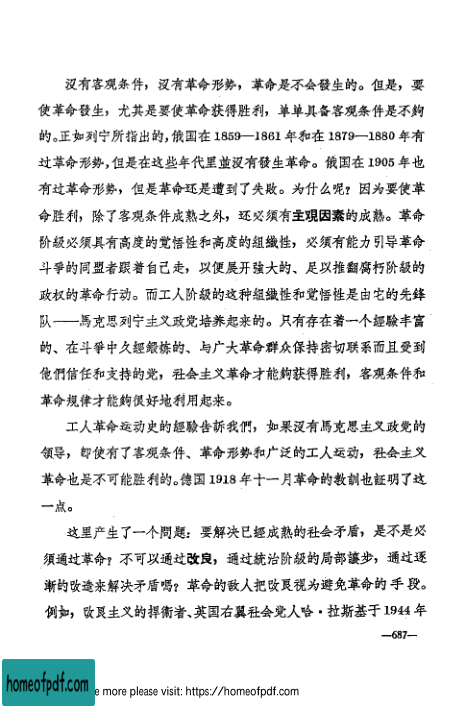 沒有客观条件，沒有革命形势，革命是不会發生的。但是，要
使革命發生，尤其是要使革命获得胜利，单单具备客观条件是不夠
的。正如列宁所指出的，俄国在1859—1861年和在1879—1880年有
过革命形势，但是在这些年代里並沒有發生革命。俄国在1905年也
有过革命形势，但是革命还是遭到了失敗。为什么呢？因为要使革
命胜利，除了客观条件成熟之外，还必须有主观因素的成熟。革命
阶級必须具有高度的觉悟性和高度的組織性，必须有能力引导革命
斗爭的同盟者跟着自己走，以便展开強大的、足以推翻腐朽阶級的
政权的革命行动。而工人阶級的这种組織性和觉悟性是由它的先鋒
队——馬克思列宁主义政党培养起来的。只有存在着一个經驗丰富
的、在斗爭中久經鍛炼的、与广大革命群众保持密切联系而且受到
他們信任和支持的党，社会主义革命才能夠获得胜利，客观条件和
革命規律才能夠很好地利用起来。
工人革命运动史的經驗告訴我們，如果沒有馬克思主义政党的
領导，即使有了客观条件、革命形势和广泛的工人运动，社会主义
革命也是不可能胜利的。德国1918年十一月革命的教訓也証明了这
一点。
这里产生了一个問題：要解决已經成熟的社会矛盾，是不是必
須通过革命？不可以通过改良，通过統治阶級的局部讓步，通过逐
漸的改造来解决矛盾嗎？革命的敌人把改良視为避免革命的手段。
例如，改良主义的捍衛者、英国右翼社会党人哈·拉斯基于1944年
—687—
homeofpdf.com
e more please visit: https://homeofpdf.com